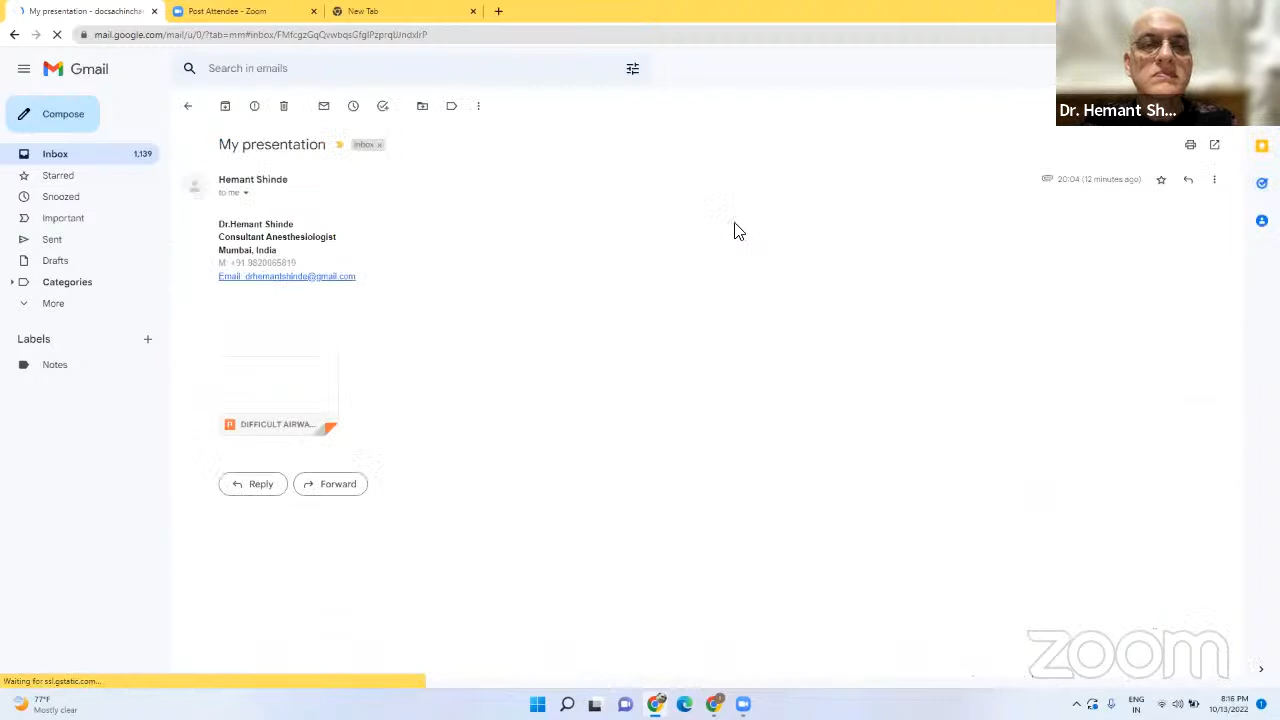 My presentation - docsachincha
Post Attendee - Zoom
New Tab
mail.google.com/mail/u/0/?tab=mm#inbox/
Dr. Hemant Sh...
Gmail
Search in emails
Compose
Inbox 1,139
Starred
Snoozed
Important
Sent
Drafts
Categories
More
Labels
Notes
My presentation
Inbox x
Hemant Shinde
20:04 (12 minutes ago)
to me
Dr.Hemant Shinde
Consultant Anesthesiologist
Mumbai, India
M: +91 9820065819
Email: drhemantshinde@gmail.com
P DIFFICULT AIRWA...
Reply
Forward
zoom
Waiting for ssl.gstatic.com...
77°F
Mostly clear
ENG
IN
8:16 PM
10/13/2022